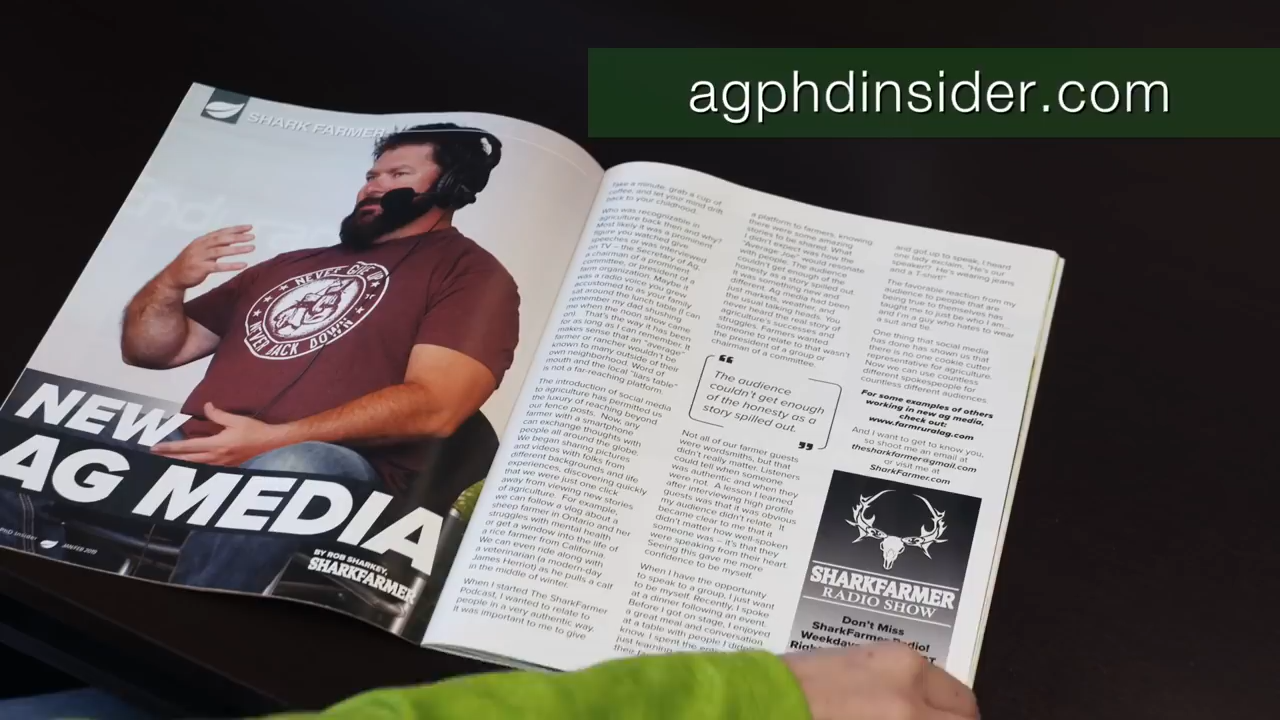 agphdinsider.com
SHARK FARMER
NEVER GIVE UP
NEVER BACK DOWN
NEW
AG MEDIA
BY ROB SHARKEY,
SHARKFARMER
JAN/FEB 2019
Take a minute, grab a cup of
coffee, and let your mind drift
back to your childhood.
Who was recognizable in
agriculture back then and why?
Most likely it was a prominent
figure you watched give
speeches or was interviewed
on TV – the Secretary of Ag,
a chairman of a prominent
committee, or president of a
farm organization. Maybe it
was a radio voice you grew
accustomed to as your family
sat around the lunch table (I can
remember my dad shushing
me when the noon show came
on). That's the way it has been
for as long as I can remember. It
makes sense that an "average"
farmer or rancher wouldn't be
known to many outside of their
own neighborhood. Word of
mouth and the local "liars table"
is not a far-reaching platform.
The introduction of social media
to agriculture has permitted us
the luxury of reaching beyond
our fence posts. Now, any
farmer with a smartphone
can exchange thoughts with
people all around the globe.
We began sharing pictures
and videos with folks from
different backgrounds and life
experiences, discovering quickly
that we were just one click
away from viewing new stories
of agriculture. For example,
we can follow a vlog about a
sheep farmer in Ontario and her
struggles with mental health
or get a window into the life of
a rice farmer from California.
We can even ride along with
a veterinarian (a modern-day
James Herriot) as he pulls a calf
in the middle of winter.
When I started The SharkFarmer
Podcast, I wanted to relate to
people in a very authentic way.
It was important to me to give
a platform to farmers, knowing
there were some amazing
stories to be shared. What
I didn't expect was how the
"Average Joe" would resonate
with people. The audience
couldn't get enough of the
honesty as a story spilled out.
It was something new and
different. Ag media had been
just markets, weather, and
the usual talking heads. You
never heard the real story of
agriculture's successes and
struggles. Farmers wanted
someone to relate to that wasn't
the president of a group or
chairman of a committee.
"The audience
couldn't get enough
of the honesty as a
story spilled out."
Not all of our farmer guests
were wordsmiths, but that
didn't really matter. Listeners
could tell when someone
was authentic and when they
were not. A lesson I learned
after interviewing high profile
guests was that it was obvious
my audience didn't relate. It
became clear to me that it
didn't matter how well-spoken
someone was – it's that they
were speaking from their heart.
Seeing this gave me more
confidence to be myself.
When I have the opportunity
to speak to a group, I just want
to be myself. Recently, I spoke
at a dinner following an event.
Before I got on stage, I enjoyed
a great meal and conversation
at a table with people I didn't
know. I spent the
just learning
and got up to speak, I heard
one lady exclaim, "He's our
speaker!? He's wearing jeans
and a T-shirt!"
The favorable reaction from my
audience to people that are
being true to themselves has
taught me to just be who I am...
and I'm a guy who hates to wear
a suit and tie.
One thing that social media
has done has shown us that
there is no one cookie cutter
representative for agriculture.
Now we can use countless
different spokespeople for
countless different audiences.
For some examples of others
working in new ag media,
check out:
www.farmruralag.com
And I want to get to know you,
so shoot me an email at
thesharkfarmer@gmail.com
or visit me at
SharkFarmer.com
SHARKFARMER
RADIO SHOW
Don't Miss
SharkFarmer Radio!